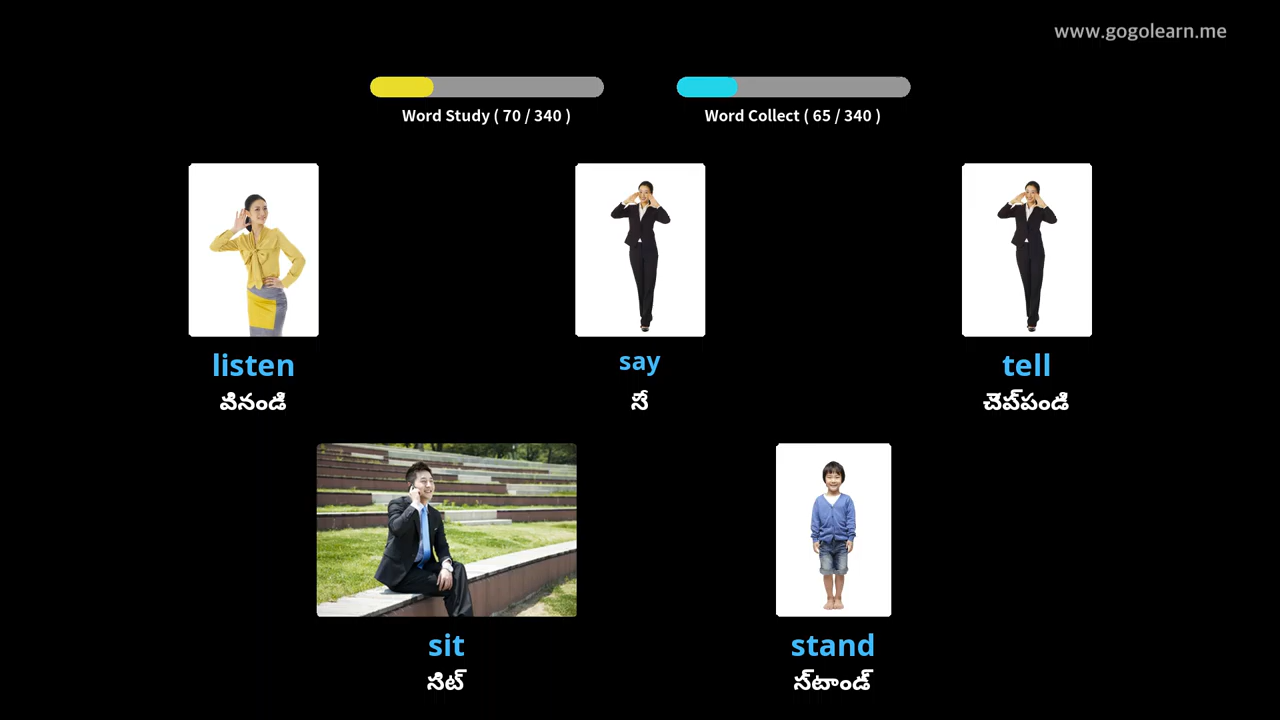 www.gogolearn.me
Word Study ( 70 / 340 )
Word Collect ( 65 / 340 )
listen
వినండి
say
సే
tell
చెప్పండి
sit
సిట్
stand
స్టాండ్